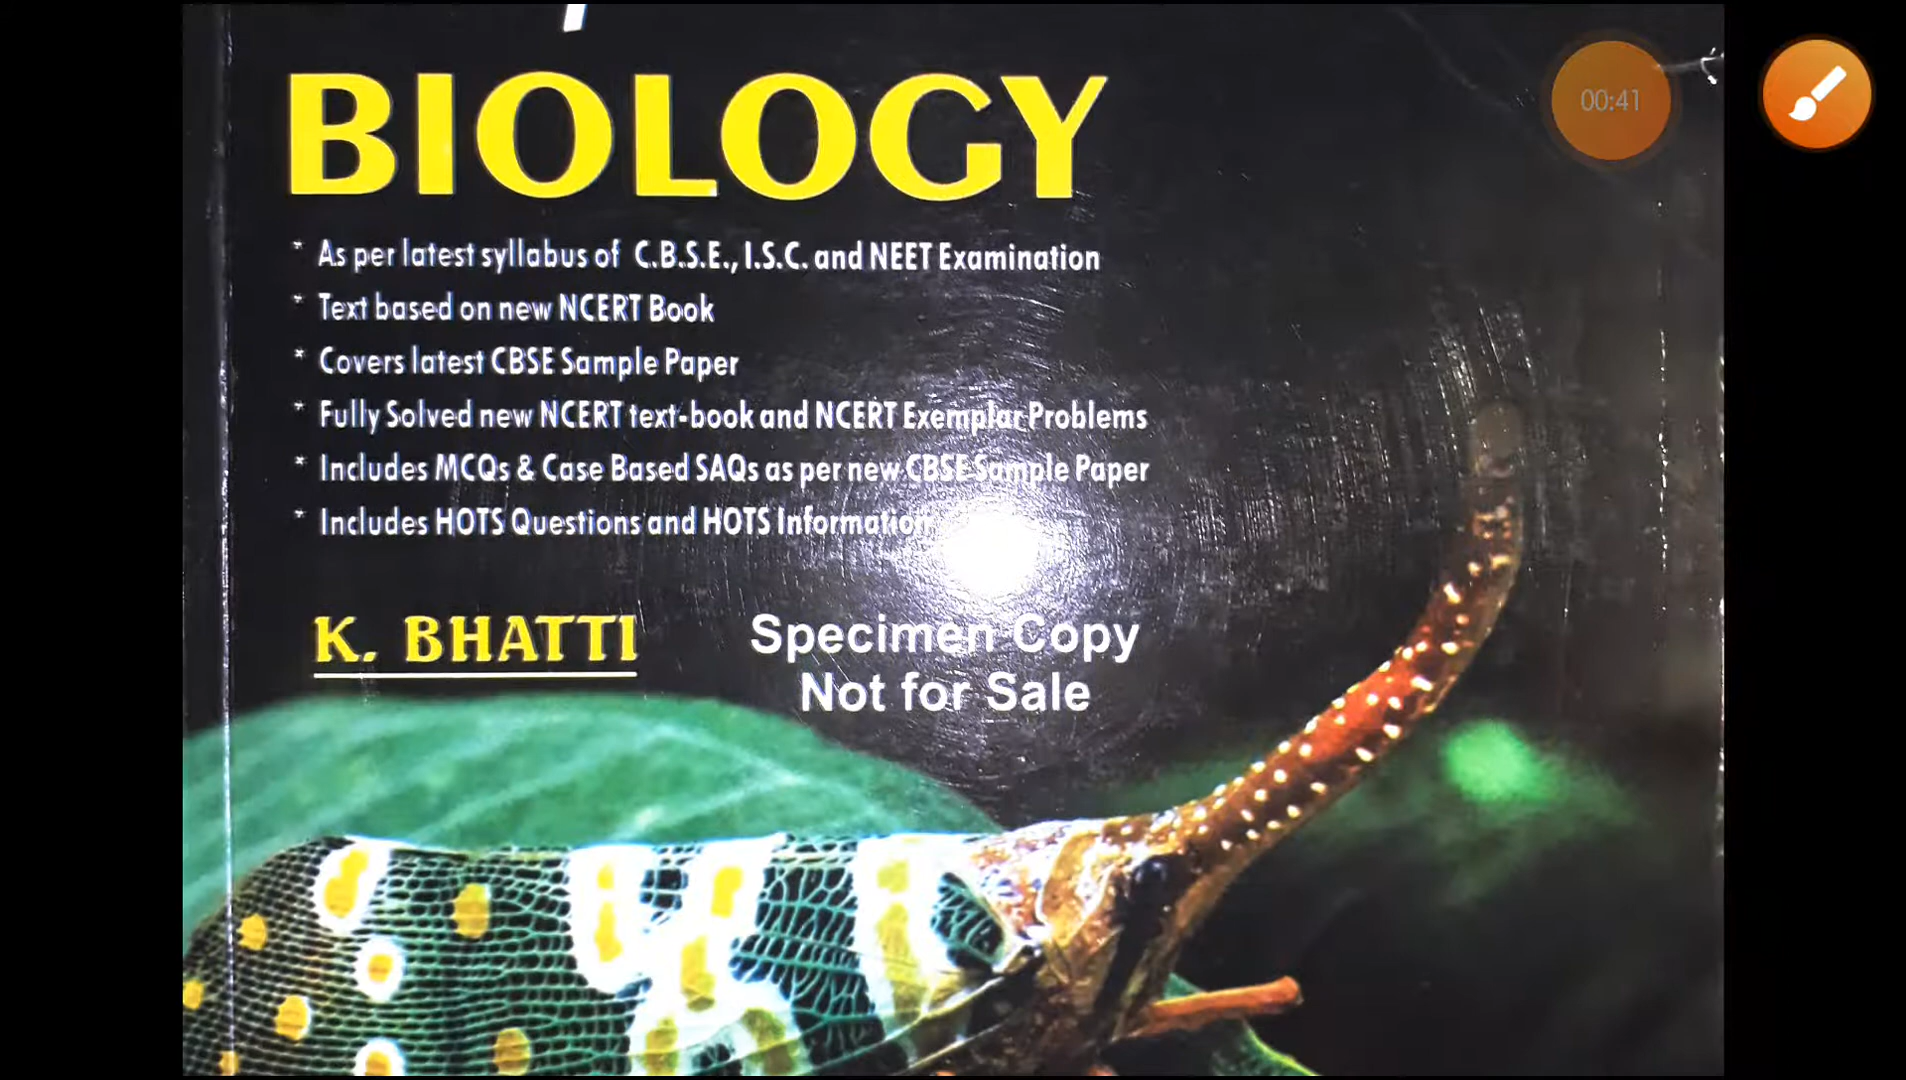 BIOLOGY
00:41
* As per latest syllabus of C.B.S.E., I.S.C. and NEET Examination
* Text based on new NCERT Book
* Covers latest CBSE Sample Paper
* Fully Solved new NCERT text-book and NCERT Exemplar Problems
* Includes MCQs & Case Based SAQs as per new CBSE Sample Paper
* Includes HOTS Questions and HOTS Information
K. BHATTI
Specimen Copy
Not for Sale